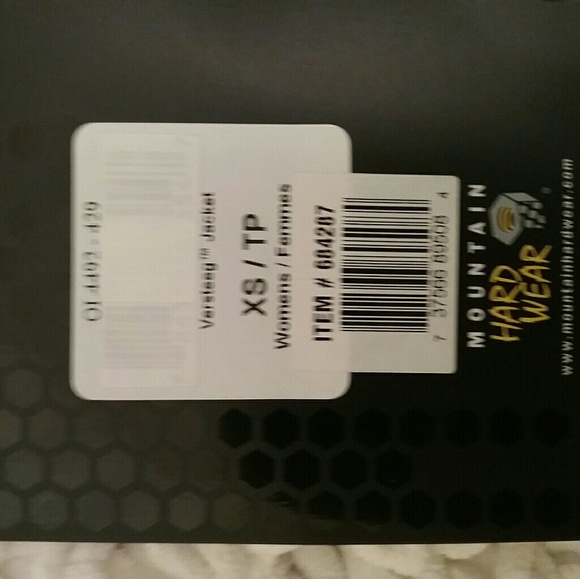 OL4493 - 429
Versteeg™ Jacket
XS / TP
Womens / Femmes
ITEM # 684287
MOUNTAIN
HARD
WEAR
www.mountainhardwear.com